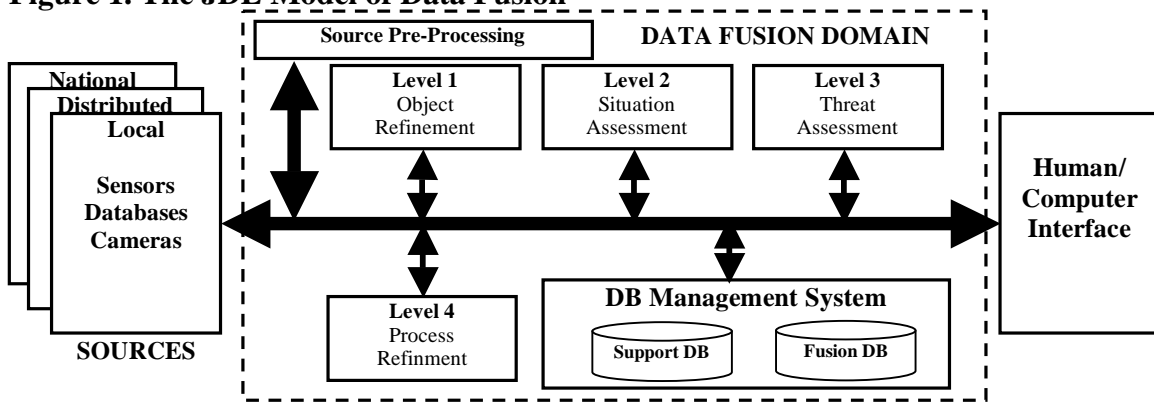 Figure 1. The JDL Model of Data Fusion
Source Pre-Processing
DATA FUSION DOMAIN
National
Distributed
Local
Sensors
Databases
Cameras
SOURCES
Level 1
Object
Refinement
Level 2
Situation
Assessment
Level 3
Threat
Assessment
Human/
Computer
Interface
Level 4
Process
Refinment
DB Management System
Support DB
Fusion DB